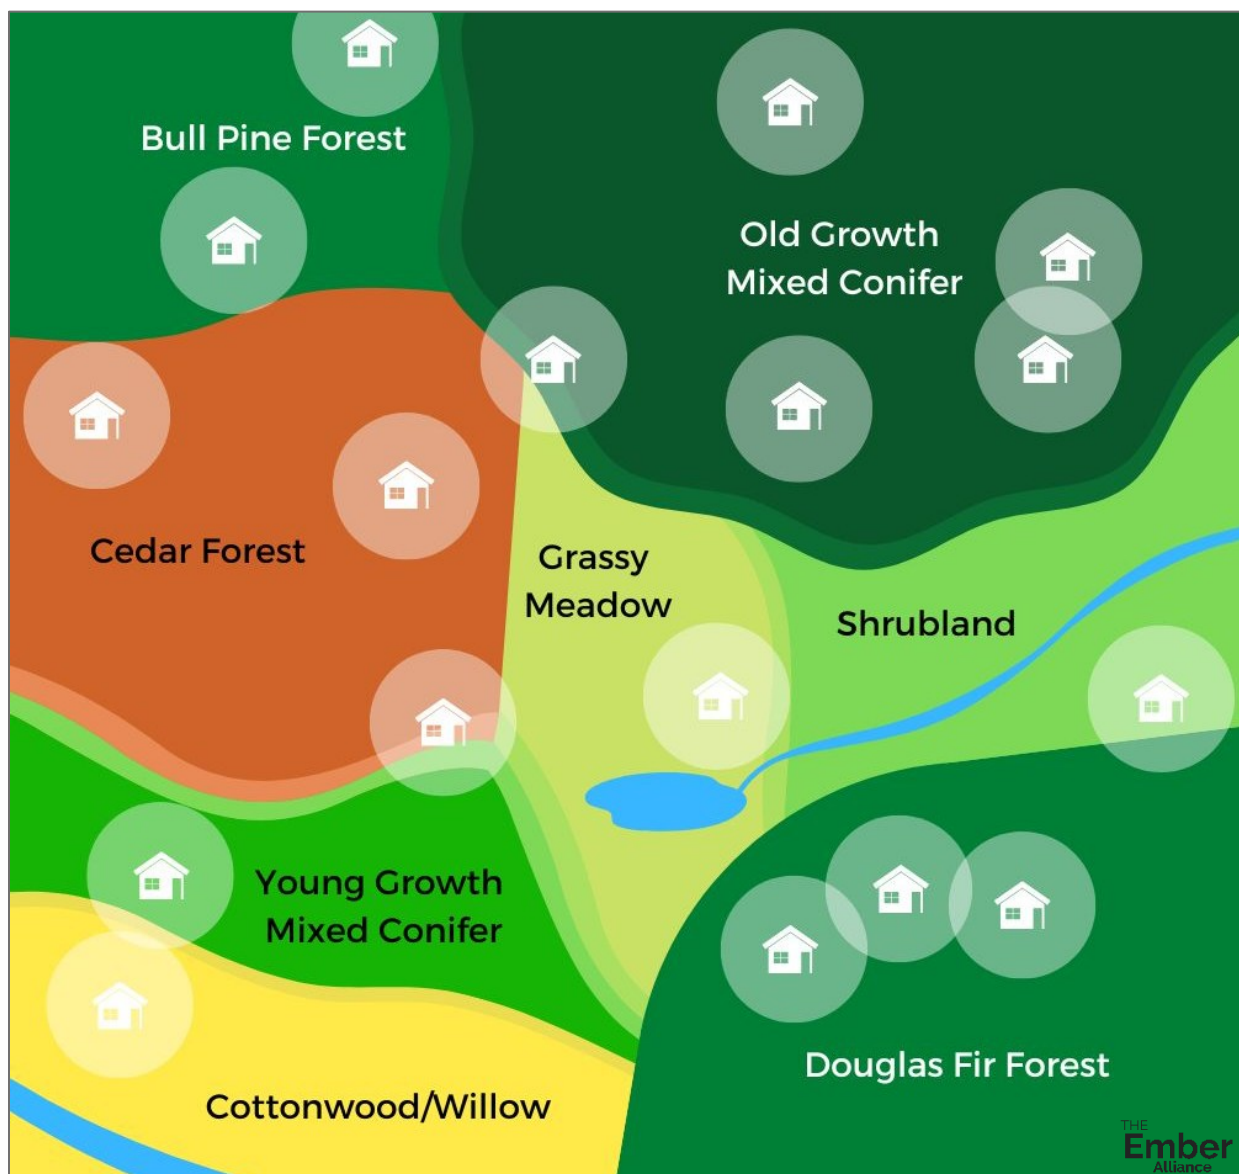 Bull Pine Forest
Old Growth
Mixed Conifer
Cedar Forest
Grassy
Meadow
Shrubland
Young Growth
Mixed Conifer
Douglas Fir Forest
Cottonwood/Willow
THE
Ember
Alliance